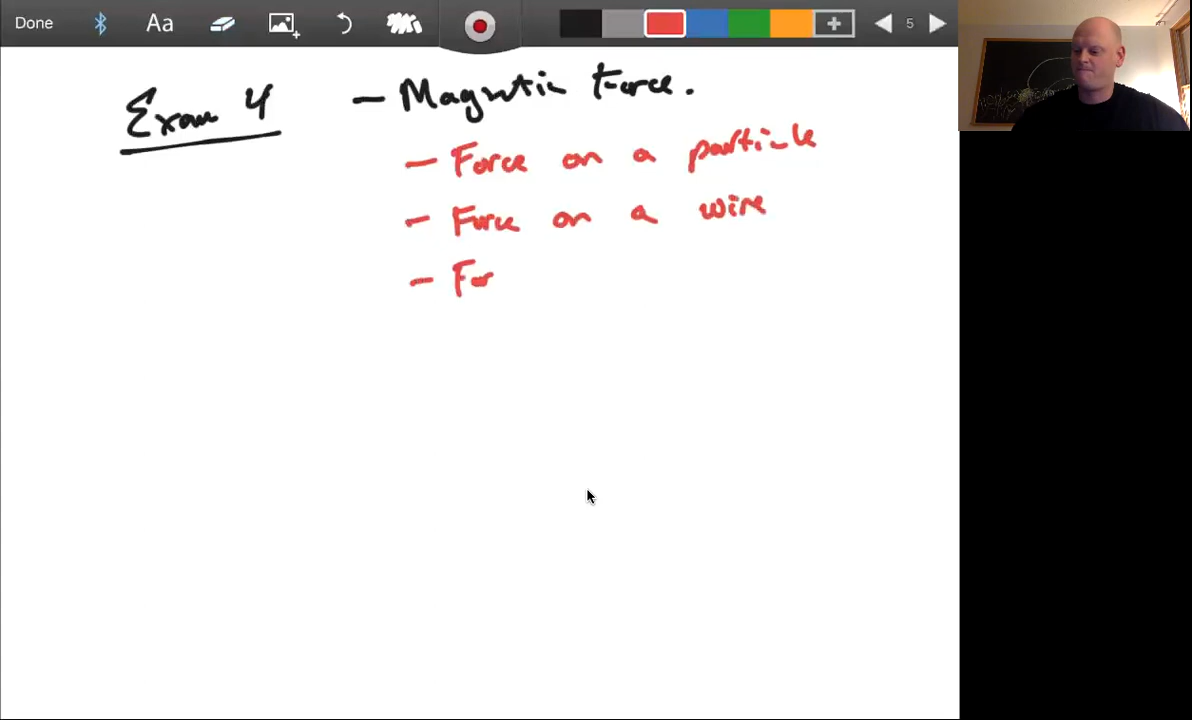 Done Aa 5
Exam 4 - Magnetic Force.
- Force on a particle
- Force on a wire
- For